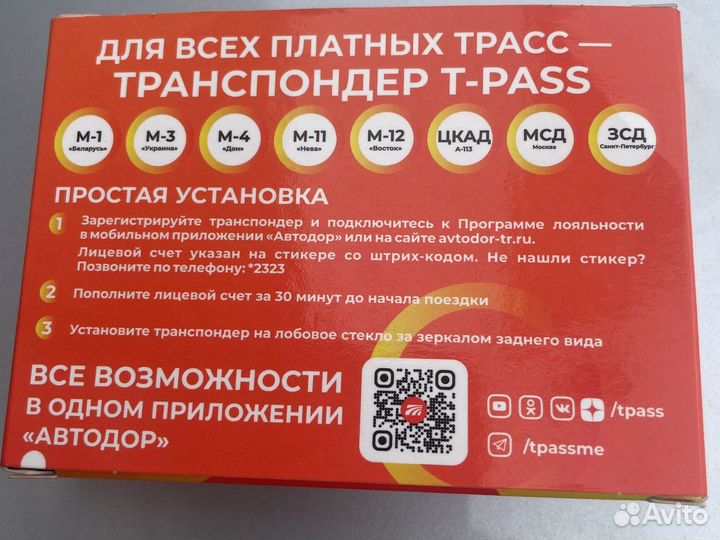 ДЛЯ ВСЕХ ПЛАТНЫХ ТРАСС —
ТРАНСПОНДЕР T-PASS
М-1 «Беларусь»
М-3 «Украина»
М-4 «Дон»
М-11 «Нева»
М-12 «Восток»
ЦКАД А-113
МСД Москва
ЗСД Санкт-Петербург
ПРОСТАЯ УСТАНОВКА
1 Зарегистрируйте транспондер и подключитесь к Программе лояльности
в мобильном приложении «Автодор» или на сайте avtodor-tr.ru.
Лицевой счет указан на стикере со штрих-кодом. Не нашли стикер?
Позвоните по телефону: *2323
2 Пополните лицевой счет за 30 минут до начала поездки
3 Установите транспондер на лобовое стекло за зеркалом заднего вида
ВСЕ ВОЗМОЖНОСТИ
В ОДНОМ ПРИЛОЖЕНИИ
«АВТОДОР»
/tpass
/tpassme
Avito